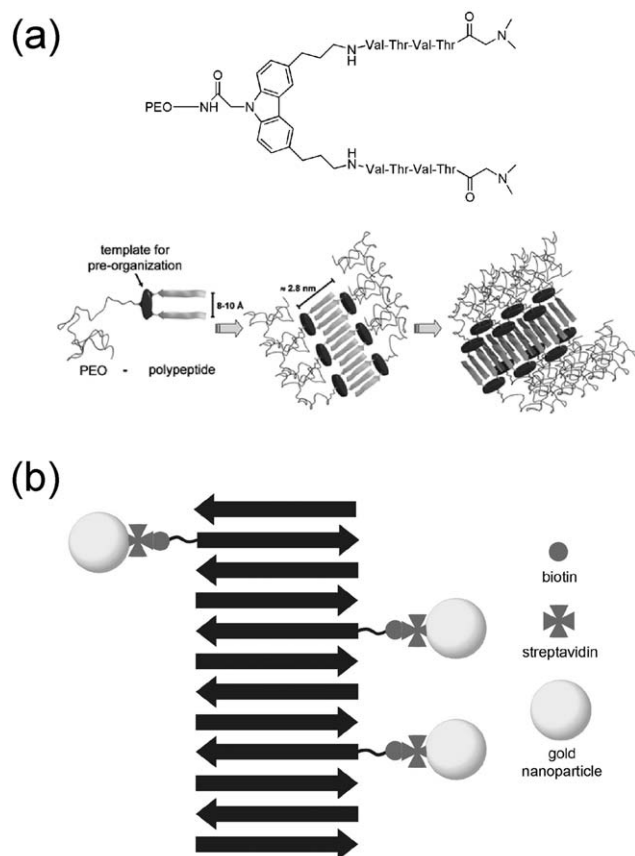 (a)
O
N
H
N
Val-Thr-Val-Thr
O
PEO
NH
N
H
N
Val-Thr-Val-Thr
N
O
template for
pre-organization
8-10 Å
PEO - polypeptide
≈ 2.8 nm
(b)
biotin
streptavidin
gold
nanoparticle